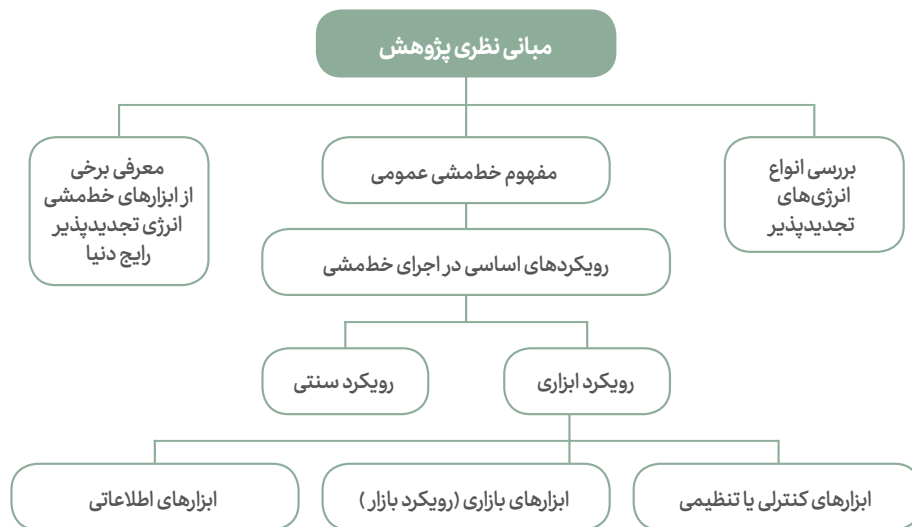 مبانی نظری پژوهش
بررسی انواع
انرژی‌های
تجدیدپذیر
مفهوم خط‌مشی عمومی
معرفی برخی
از ابزارهای خط‌مشی
انرژی تجدیدپذیر
رایج دنیا
رویکردهای اساسی در اجرای خط‌مشی
رویکرد ابزاری
رویکرد سنتی
ابزارهای کنترلی یا تنظیمی
ابزارهای بازاری (رویکرد بازار )
ابزارهای اطلاعاتی